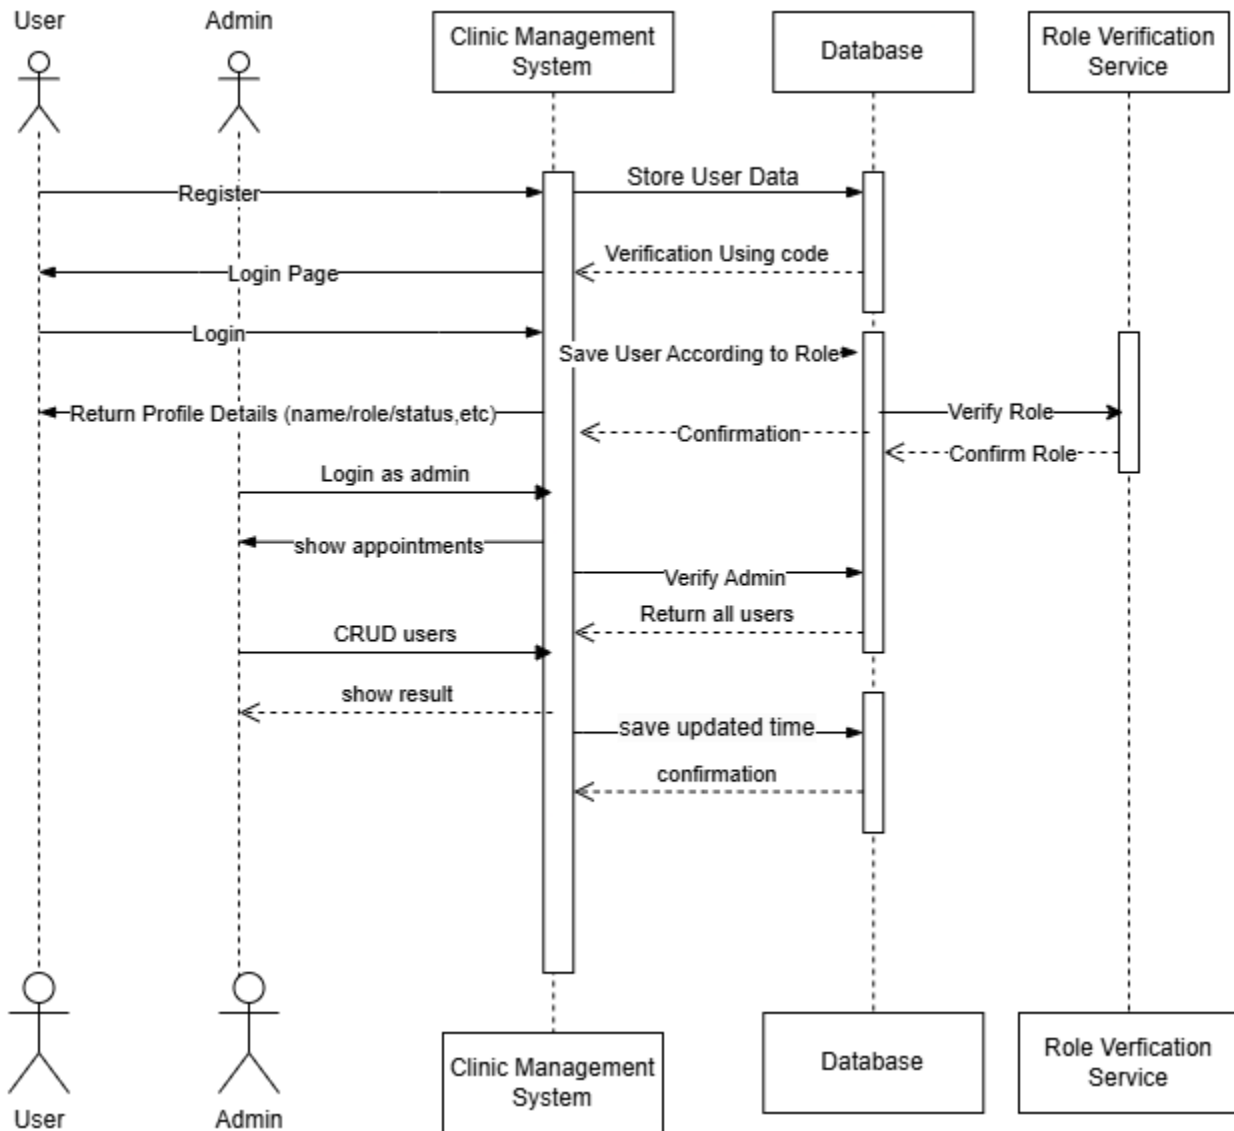 User
Admin
Clinic Management
System
Database
Role Verification
Service
Register
Store User Data
Verification Using code
Login Page
Login
Save User According to Role
Return Profile Details (name/role/status,etc)
Verify Role
Confirmation
Confirm Role
Login as admin
show appointments
Verify Admin
Return all users
CRUD users
show result
save updated time
confirmation
User
Admin
Clinic Management
System
Database
Role Verfication
Service